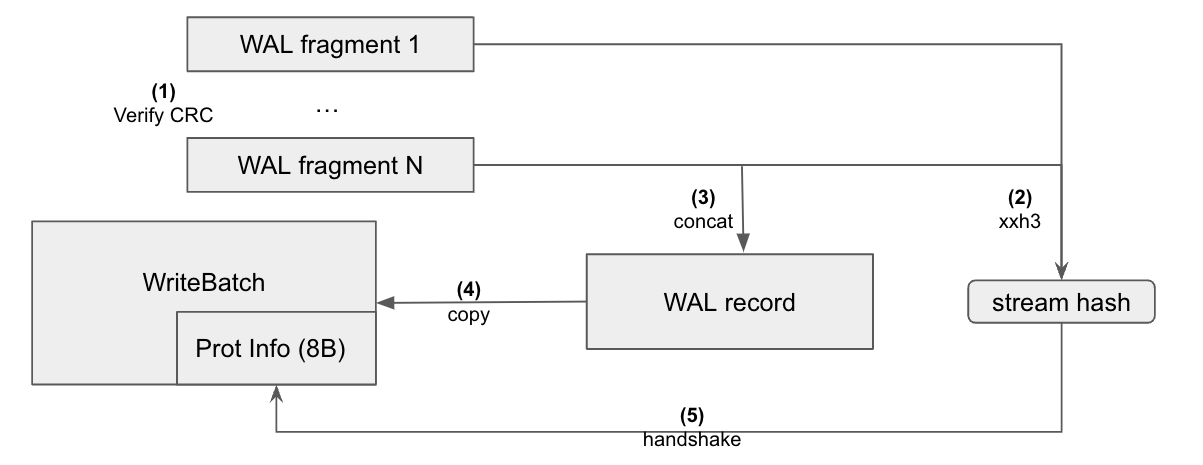 WAL fragment 1
(1)
Verify CRC
...
WAL fragment N
(3)
concat
(2)
xxh3
WriteBatch
(4)
copy
WAL record
stream hash
Prot Info (8B)
(5)
handshake